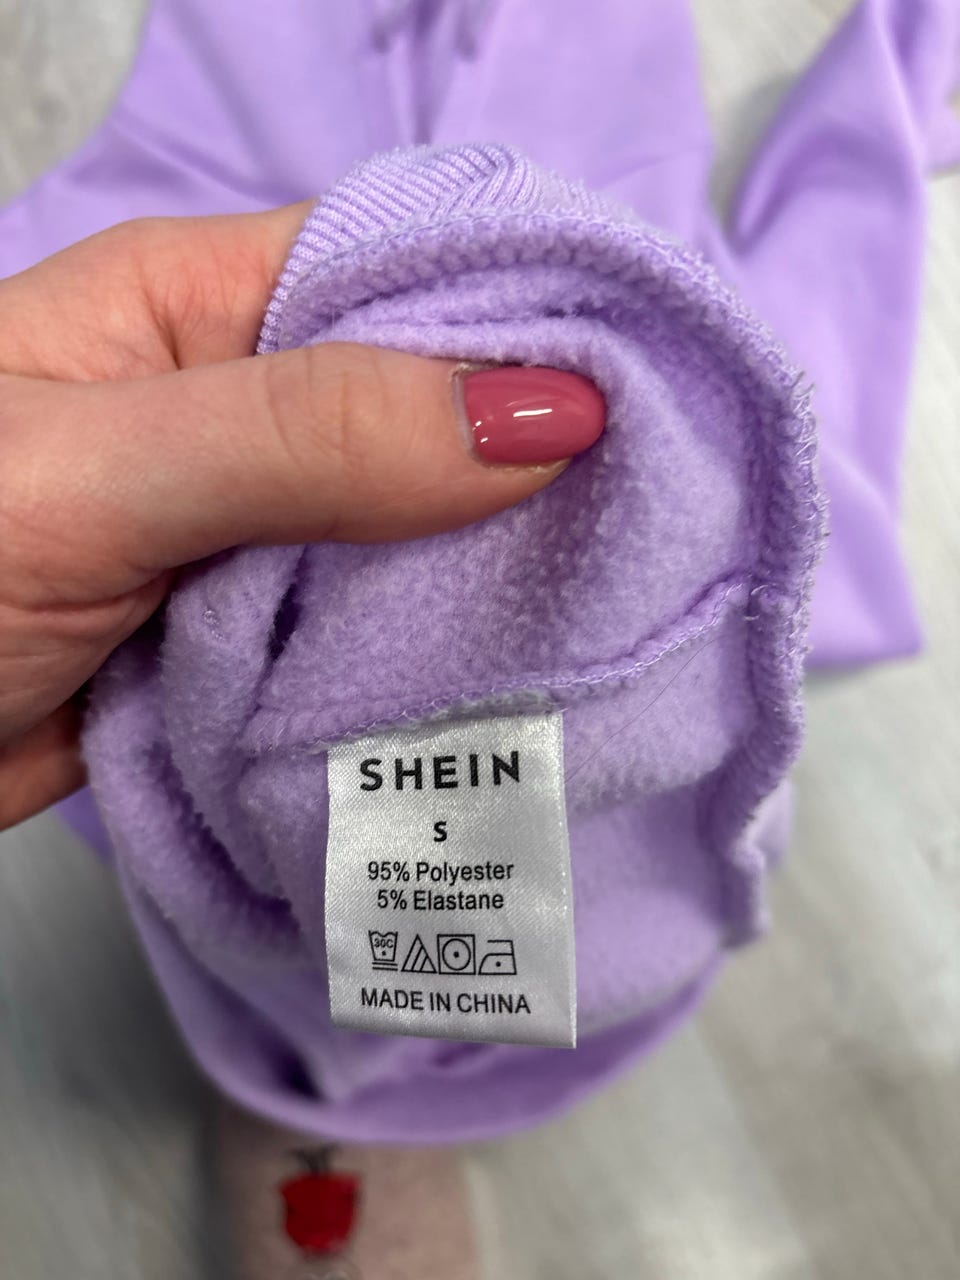 SHEIN
S
95% Polyester
5% Elastane
30C
MADE IN CHINA